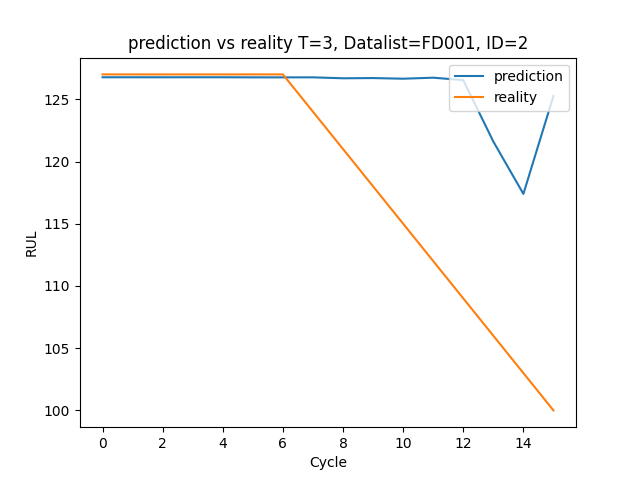 prediction vs reality T=3, Datalist=FD001, ID=2
prediction
reality
125
120
115
110
105
100
RUL
0 2 4 6 8 10 12 14
Cycle